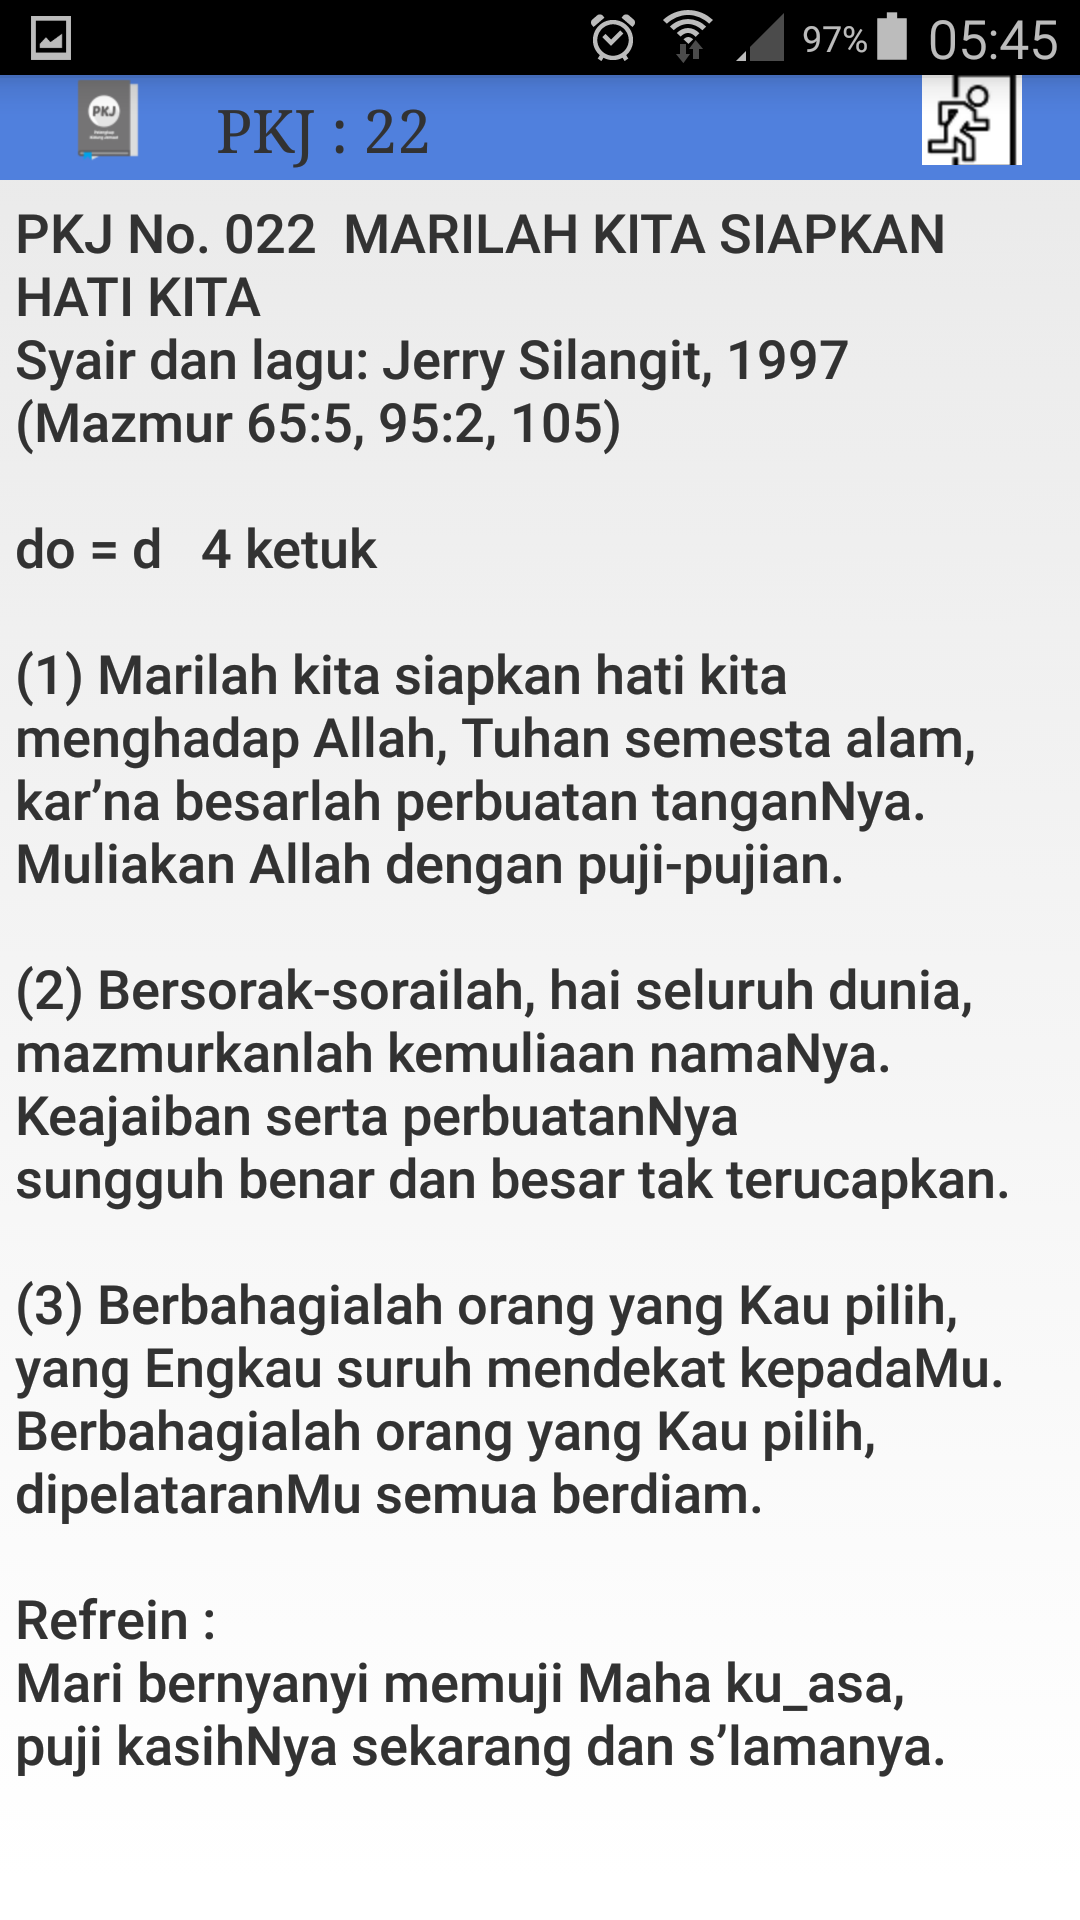 97% 05:45
PKJ
PKJ : 22
PKJ No. 022  MARILAH KITA SIAPKAN
HATI KITA
Syair dan lagu: Jerry Silangit, 1997
(Mazmur 65:5, 95:2, 105)
do = d   4 ketuk
(1) Marilah kita siapkan hati kita
menghadap Allah, Tuhan semesta alam,
kar’na besarlah perbuatan tanganNya.
Muliakan Allah dengan puji-pujian.
(2) Bersorak-sorailah, hai seluruh dunia,
mazmurkanlah kemuliaan namaNya.
Keajaiban serta perbuatanNya
sungguh benar dan besar tak terucapkan.
(3) Berbahagialah orang yang Kau pilih,
yang Engkau suruh mendekat kepadaMu.
Berbahagialah orang yang Kau pilih,
dipelataranMu semua berdiam.
Refrein :
Mari bernyanyi memuji Maha ku_asa,
puji kasihNya sekarang dan s’lamanya.